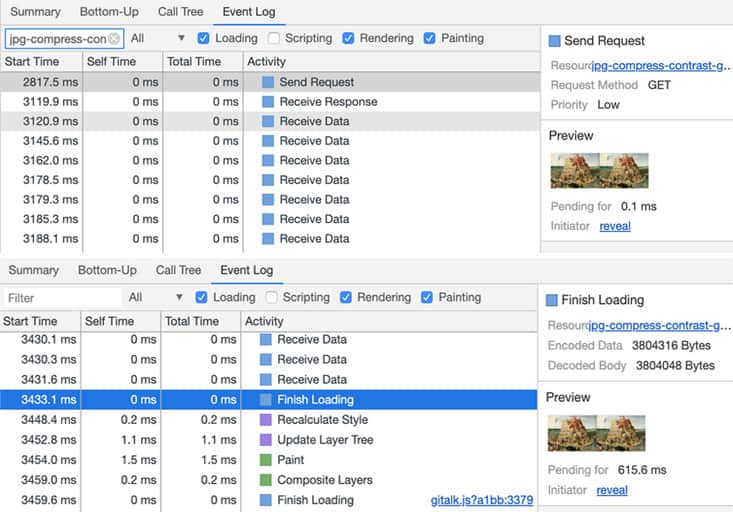 Summary Bottom-Up Call Tree Event Log
jpg-compress-con All Loading Scripting Rendering Painting
Start Time Self Time Total Time Activity
2817.5 ms 0 ms 0 ms Send Request
3119.9 ms 0 ms 0 ms Receive Response
3120.9 ms 0 ms 0 ms Receive Data
3145.6 ms 0 ms 0 ms Receive Data
3162.0 ms 0 ms 0 ms Receive Data
3178.5 ms 0 ms 0 ms Receive Data
3179.3 ms 0 ms 0 ms Receive Data
3185.3 ms 0 ms 0 ms Receive Data
3188.1 ms 0 ms 0 ms Receive Data
Send Request
Resourc jpg-compress-contrast-g...
Request Method GET
Priority Low
Preview
Pending for 0.1 ms
Initiator reveal
Summary Bottom-Up Call Tree Event Log
Filter All Loading Scripting Rendering Painting
Start Time Self Time Total Time Activity
3430.1 ms 0 ms 0 ms Receive Data
3430.3 ms 0 ms 0 ms Receive Data
3431.6 ms 0 ms 0 ms Receive Data
3433.1 ms 0 ms 0 ms Finish Loading
3448.4 ms 0.2 ms 0.2 ms Recalculate Style
3452.8 ms 1.1 ms 1.1 ms Update Layer Tree
3454.0 ms 1.5 ms 1.5 ms Paint
3459.0 ms 0.2 ms 0.2 ms Composite Layers
3459.6 ms 0 ms 0 ms Finish Loading gitalk.js?a1bb:3379
Finish Loading
Resourc jpg-compress-contrast-g...
Encoded Data 3804316 Bytes
Decoded Body 3804048 Bytes
Preview
Pending for 615.6 ms
Initiator reveal